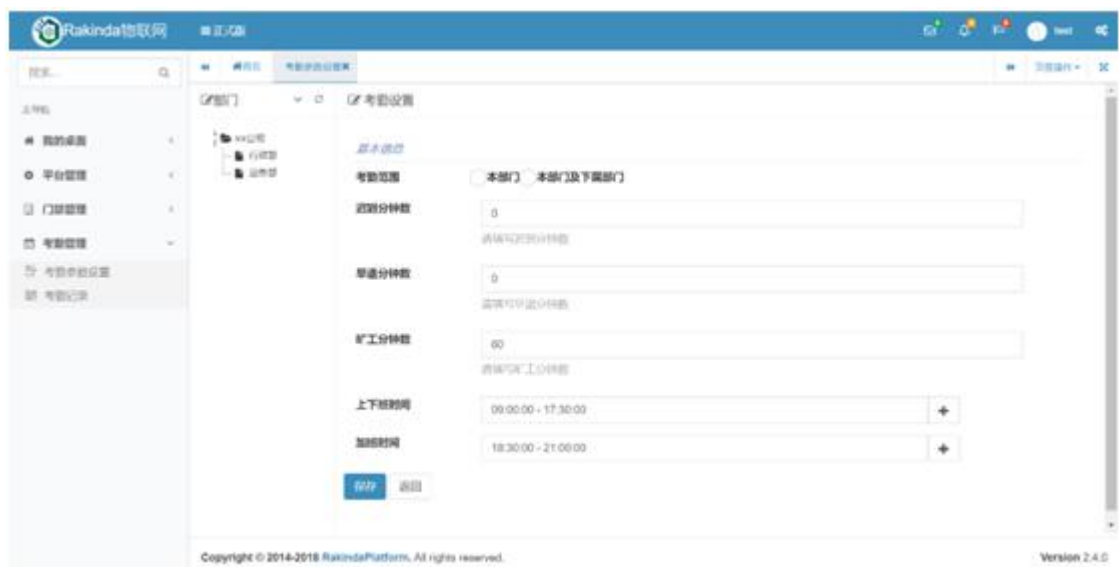 Rakinda物联网
正式版
test
搜索...
首页
考勤参数设置
页签操作
主导航
我的桌面
平台管理
门禁管理
考勤管理
考勤参数设置
考勤记录
部门
xx公司
行政部
考勤设置
基本信息
考勤范围
本部门 本部门及下属部门
迟到分钟数
0
请填写迟到分钟数
早退分钟数
0
请填写早退分钟数
旷工分钟数
60
请填写旷工分钟数
上下班时间
09:00:00 - 17:30:00
加班时间
18:30:00 - 21:00:00
保存 返回
Copyright © 2014-2018 RakindaPlatform. All rights reserved.
Version 2.4.0